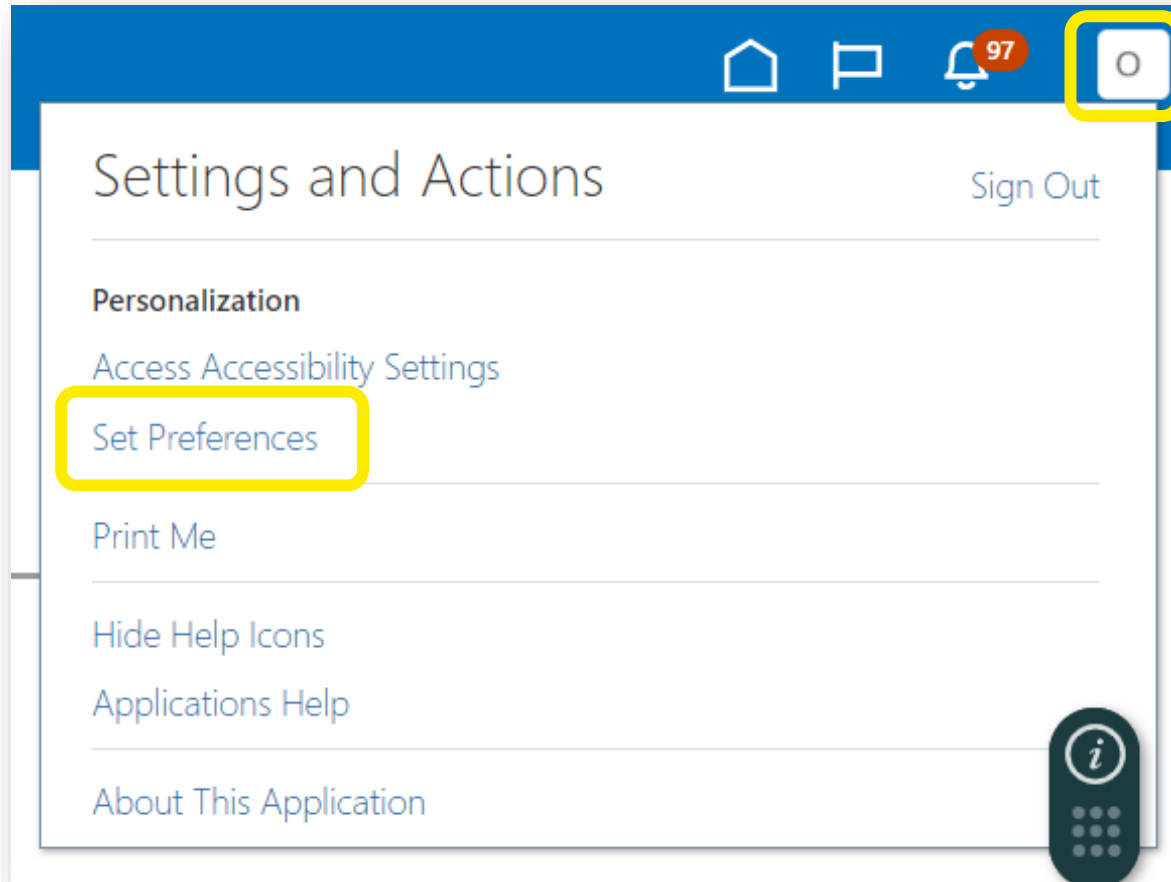 97
O
Settings and Actions
Sign Out
Personalization
Access Accessibility Settings
Set Preferences
Print Me
Hide Help Icons
Applications Help
i
About This Application